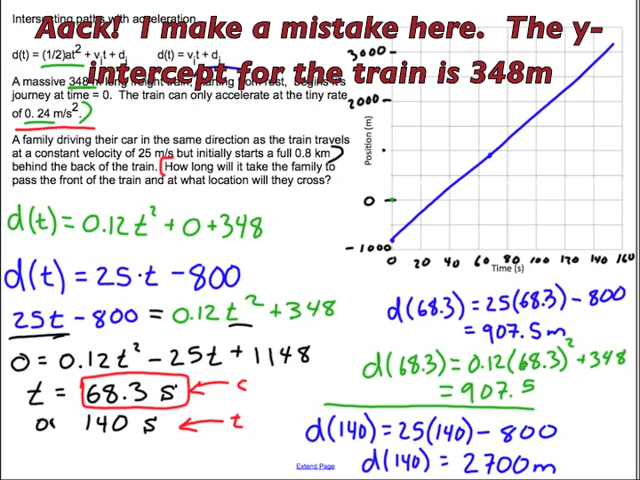 Intersecting paths with acceleration
Aack! I make a mistake here. The y-
intercept for the train is 348m
d(t) = (1/2)at² + vᵢt + dᵢ d(t) = vᵢt + dᵢ
A massive 348 m long freight train, starting from rest, begins it's
journey at time = 0. The train can only accelerate at the tiny rate
of 0. 24 m/s².
A family driving their car in the same direction as the train travels
at a constant velocity of 25 m/s but initially starts a full 0.8 km
behind the back of the train. How long will it take the family to
pass the front of the train and at what location will they cross?
d(t) = 0.12t² + 0 + 348
d(t) = 25·t - 800
25t - 800 = 0.12t² + 348
0 = 0.12t² - 25t + 1148
t = 68.3 s ← c
or 140 s ← t
3000
2000
0
-1000
Position (m)
0 20 40 60 80 100 120 140 160
Time (s)
d(68.3) = 25(68.3) - 800
= 907.5m
d(68.3) = 0.12(68.3)² + 348
= 907.5
d(140) = 25(140) - 800
d(140) = 2700m
Extend Page